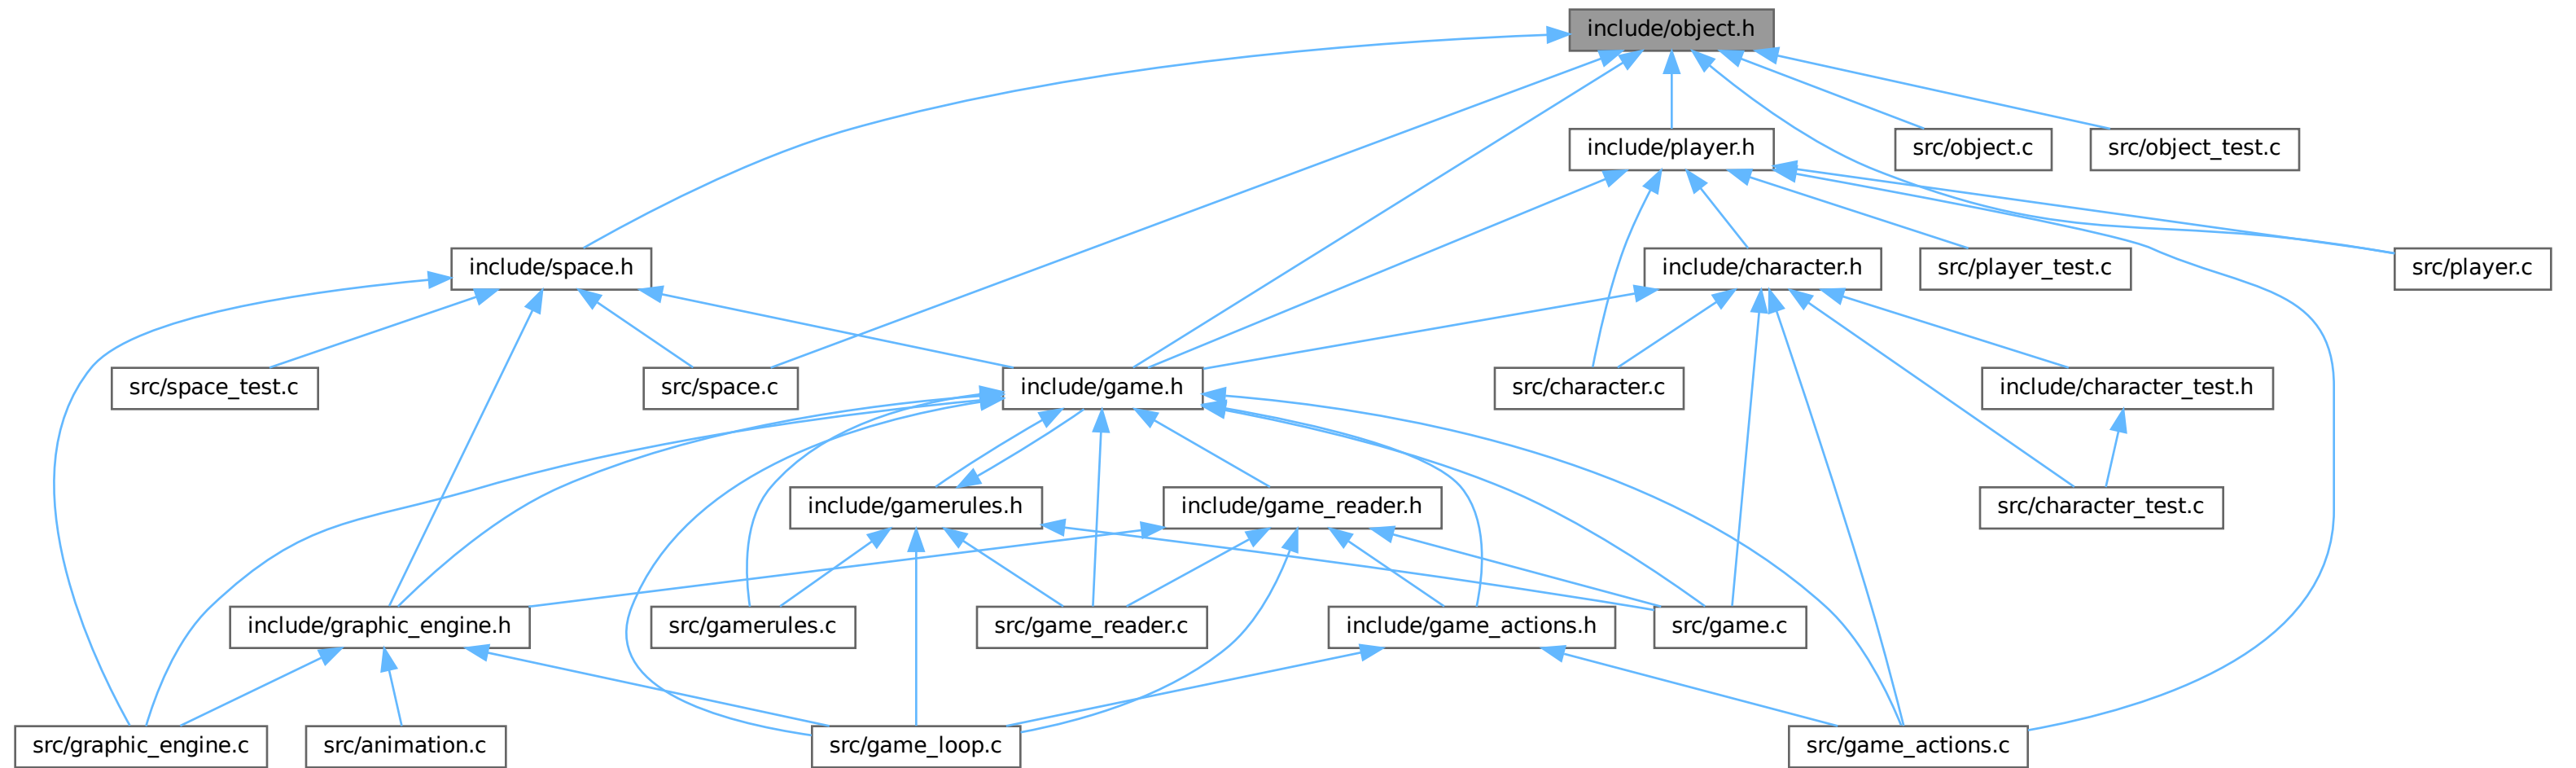 include/object.h
include/player.h
src/object.c
src/object_test.c
include/space.h
include/character.h
src/player_test.c
src/player.c
src/space_test.c
src/space.c
include/game.h
src/character.c
include/character_test.h
include/gamerules.h
include/game_reader.h
src/character_test.c
include/graphic_engine.h
src/gamerules.c
src/game_reader.c
include/game_actions.h
src/game.c
src/graphic_engine.c
src/animation.c
src/game_loop.c
src/game_actions.c